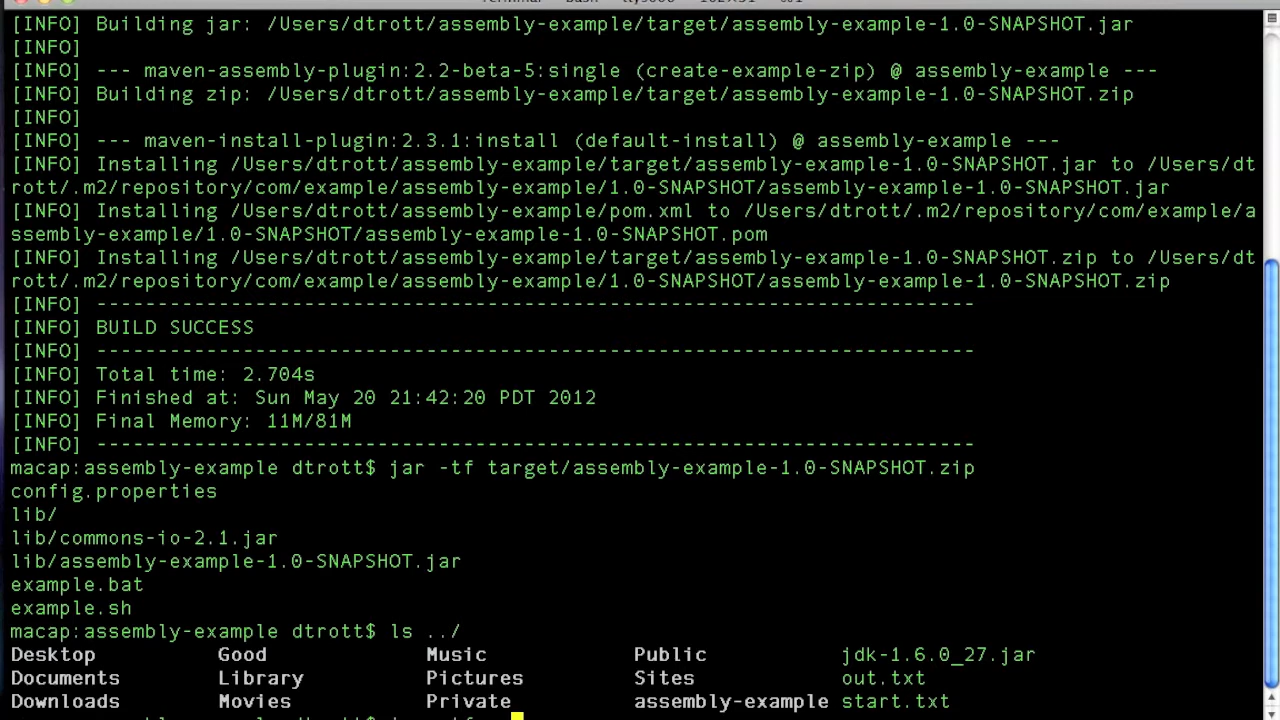 [INFO] Building jar: /Users/dtrott/assembly-example/target/assembly-example-1.0-SNAPSHOT.jar
[INFO]
[INFO] --- maven-assembly-plugin:2.2-beta-5:single (create-example-zip) @ assembly-example ---
[INFO] Building zip: /Users/dtrott/assembly-example/target/assembly-example-1.0-SNAPSHOT.zip
[INFO]
[INFO] --- maven-install-plugin:2.3.1:install (default-install) @ assembly-example ---
[INFO] Installing /Users/dtrott/assembly-example/target/assembly-example-1.0-SNAPSHOT.jar to /Users/dt
rott/.m2/repository/com/example/assembly-example/1.0-SNAPSHOT/assembly-example-1.0-SNAPSHOT.jar
[INFO] Installing /Users/dtrott/assembly-example/pom.xml to /Users/dtrott/.m2/repository/com/example/a
ssembly-example/1.0-SNAPSHOT/assembly-example-1.0-SNAPSHOT.pom
[INFO] Installing /Users/dtrott/assembly-example/target/assembly-example-1.0-SNAPSHOT.zip to /Users/dt
rott/.m2/repository/com/example/assembly-example/1.0-SNAPSHOT/assembly-example-1.0-SNAPSHOT.zip
[INFO] ------------------------------------------------------------------------
[INFO] BUILD SUCCESS
[INFO] ------------------------------------------------------------------------
[INFO] Total time: 2.704s
[INFO] Finished at: Sun May 20 21:42:20 PDT 2012
[INFO] Final Memory: 11M/81M
[INFO] ------------------------------------------------------------------------
macap:assembly-example dtrott$ jar -tf target/assembly-example-1.0-SNAPSHOT.zip
config.properties
lib/
lib/commons-io-2.1.jar
lib/assembly-example-1.0-SNAPSHOT.jar
example.bat
example.sh
macap:assembly-example dtrott$ ls ../
Desktop Good Music Public jdk-1.6.0_27.jar
Documents Library Pictures Sites out.txt
Downloads Movies Private assembly-example start.txt